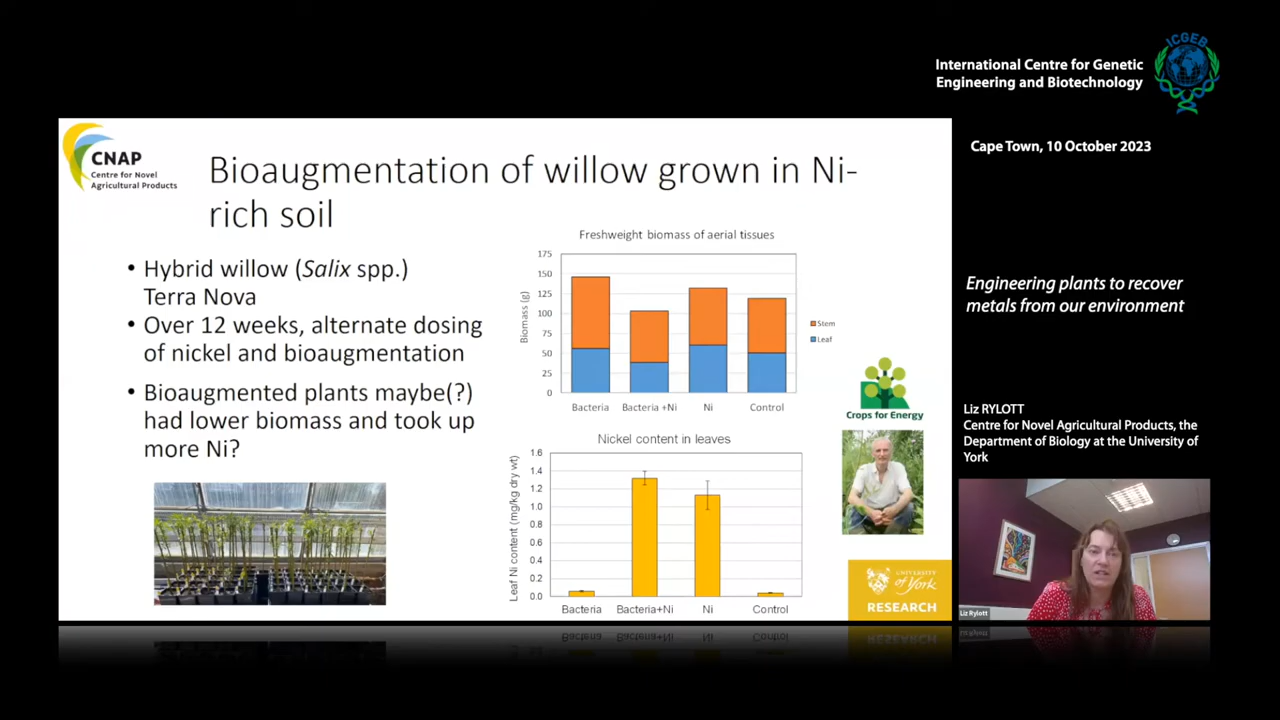 ICGEB
International Centre for Genetic
Engineering and Biotechnology
Cape Town, 10 October 2023
CNAP
Centre for Novel
Agricultural Products
Bioaugmentation of willow grown in Ni-
rich soil
• Hybrid willow (Salix spp.)
Terra Nova
• Over 12 weeks, alternate dosing
of nickel and bioaugmentation
• Bioaugmented plants maybe(?)
had lower biomass and took up
more Ni?
Freshweight biomass of aerial tissues
Biomass (g)
175
150
125
100
75
50
25
0
Bacteria
Bacteria +Ni
Ni
Control
Stem
Leaf
Nickel content in leaves
Leaf Ni content (mg/kg dry wt)
1.6
1.4
1.2
1.0
0.8
0.6
0.4
0.2
0.0
Bacteria
Bacteria+Ni
Ni
Control
Crops for Energy
UNIVERSITY
of York
RESEARCH
Engineering plants to recover
metals from our environment
Liz RYLOTT
Centre for Novel Agricultural Products, the
Department of Biology at the University of
York
Liz Rylott